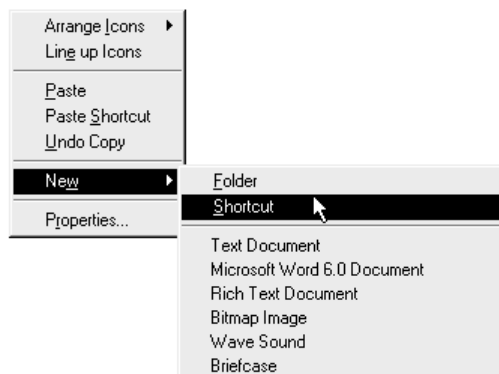 Arrange Icons
Line up Icons
Paste
Paste Shortcut
Undo Copy
New
Properties...
Folder
Shortcut
Text Document
Microsoft Word 6.0 Document
Rich Text Document
Bitmap Image
Wave Sound
Briefcase